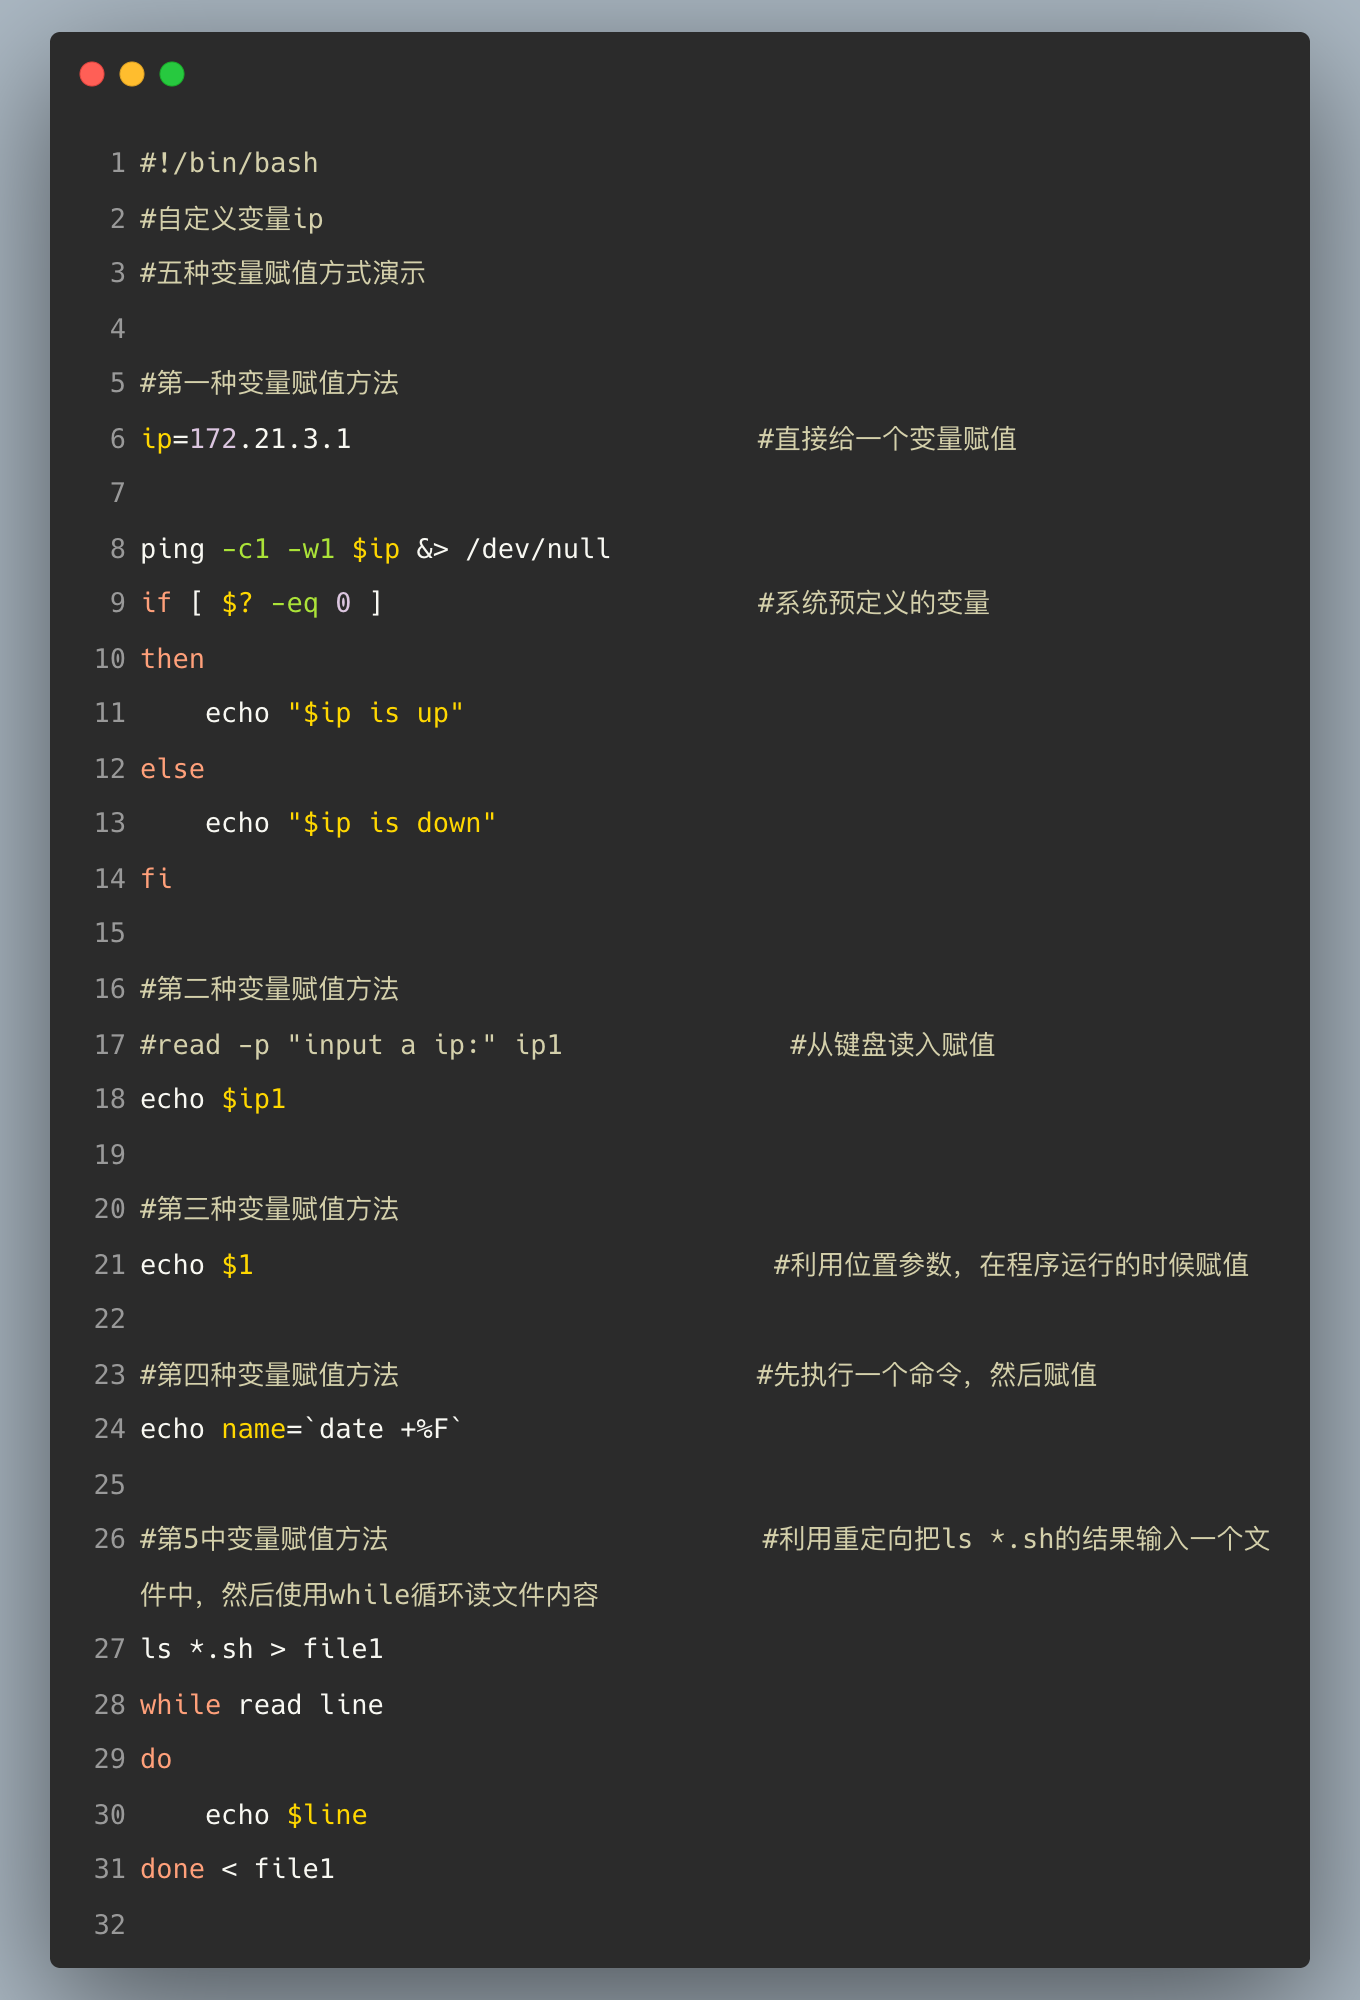 1 #!/bin/bash
2 #自定义变量ip
3 #五种变量赋值方式演示
4
5 #第一种变量赋值方法
6 ip=172.21.3.1                         #直接给一个变量赋值
7
8 ping -c1 -w1 $ip &> /dev/null
9 if [ $? -eq 0 ]                       #系统预定义的变量
10 then
11     echo "$ip is up"
12 else
13     echo "$ip is down"
14 fi
15
16 #第二种变量赋值方法
17 #read -p "input a ip:" ip1              #从键盘读入赋值
18 echo $ip1
19
20 #第三种变量赋值方法
21 echo $1                                #利用位置参数，在程序运行的时候赋值
22
23 #第四种变量赋值方法                      #先执行一个命令，然后赋值
24 echo name=`date +%F`
25
26 #第5中变量赋值方法                       #利用重定向把ls *.sh的结果输入一个文
件中，然后使用while循环读文件内容
27 ls *.sh > file1
28 while read line
29 do
30     echo $line
31 done < file1
32